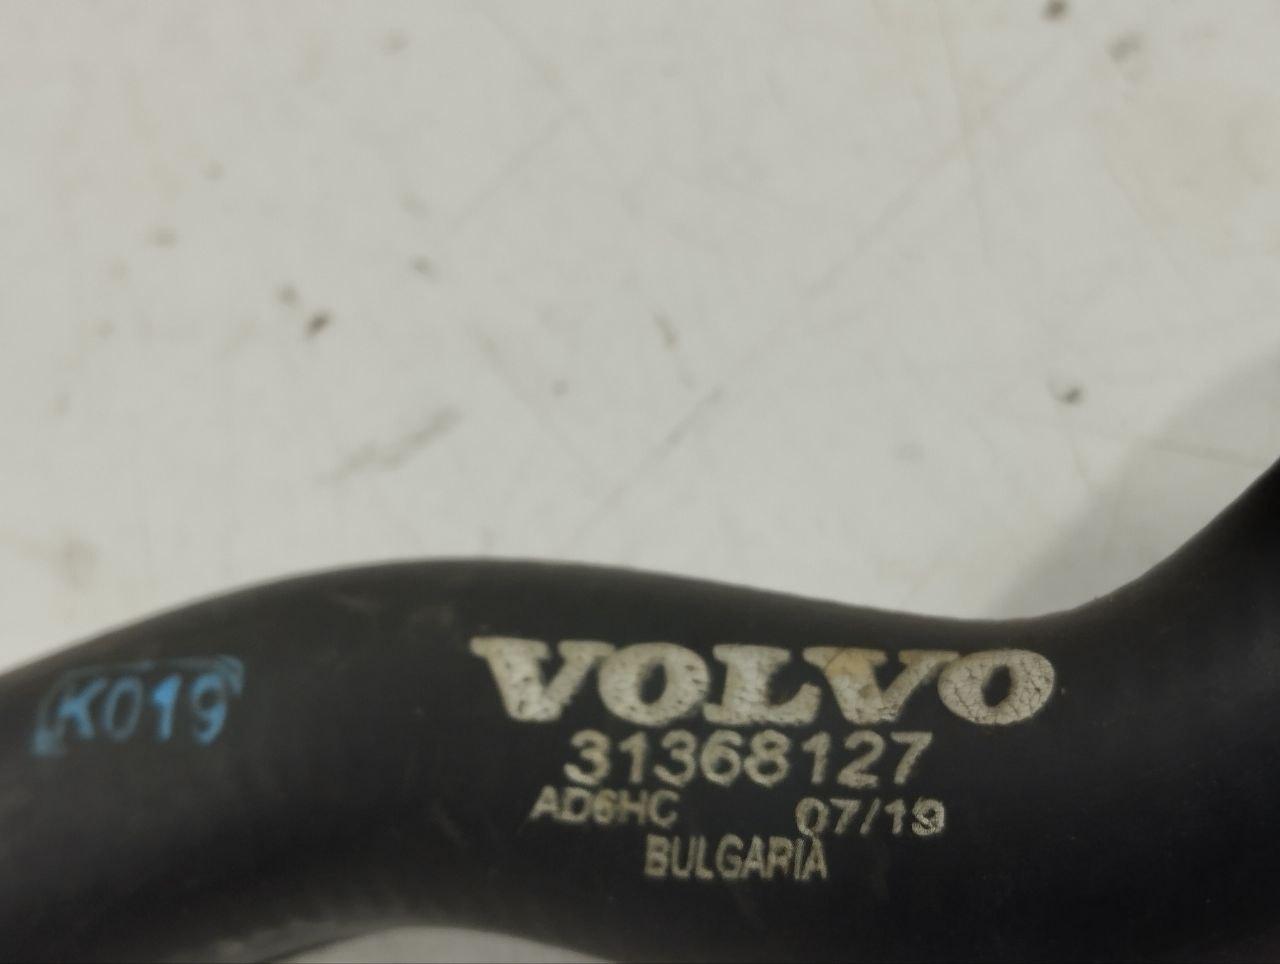 K019
VOLVO
31368127
AD6HC 07/19
BULGARIA